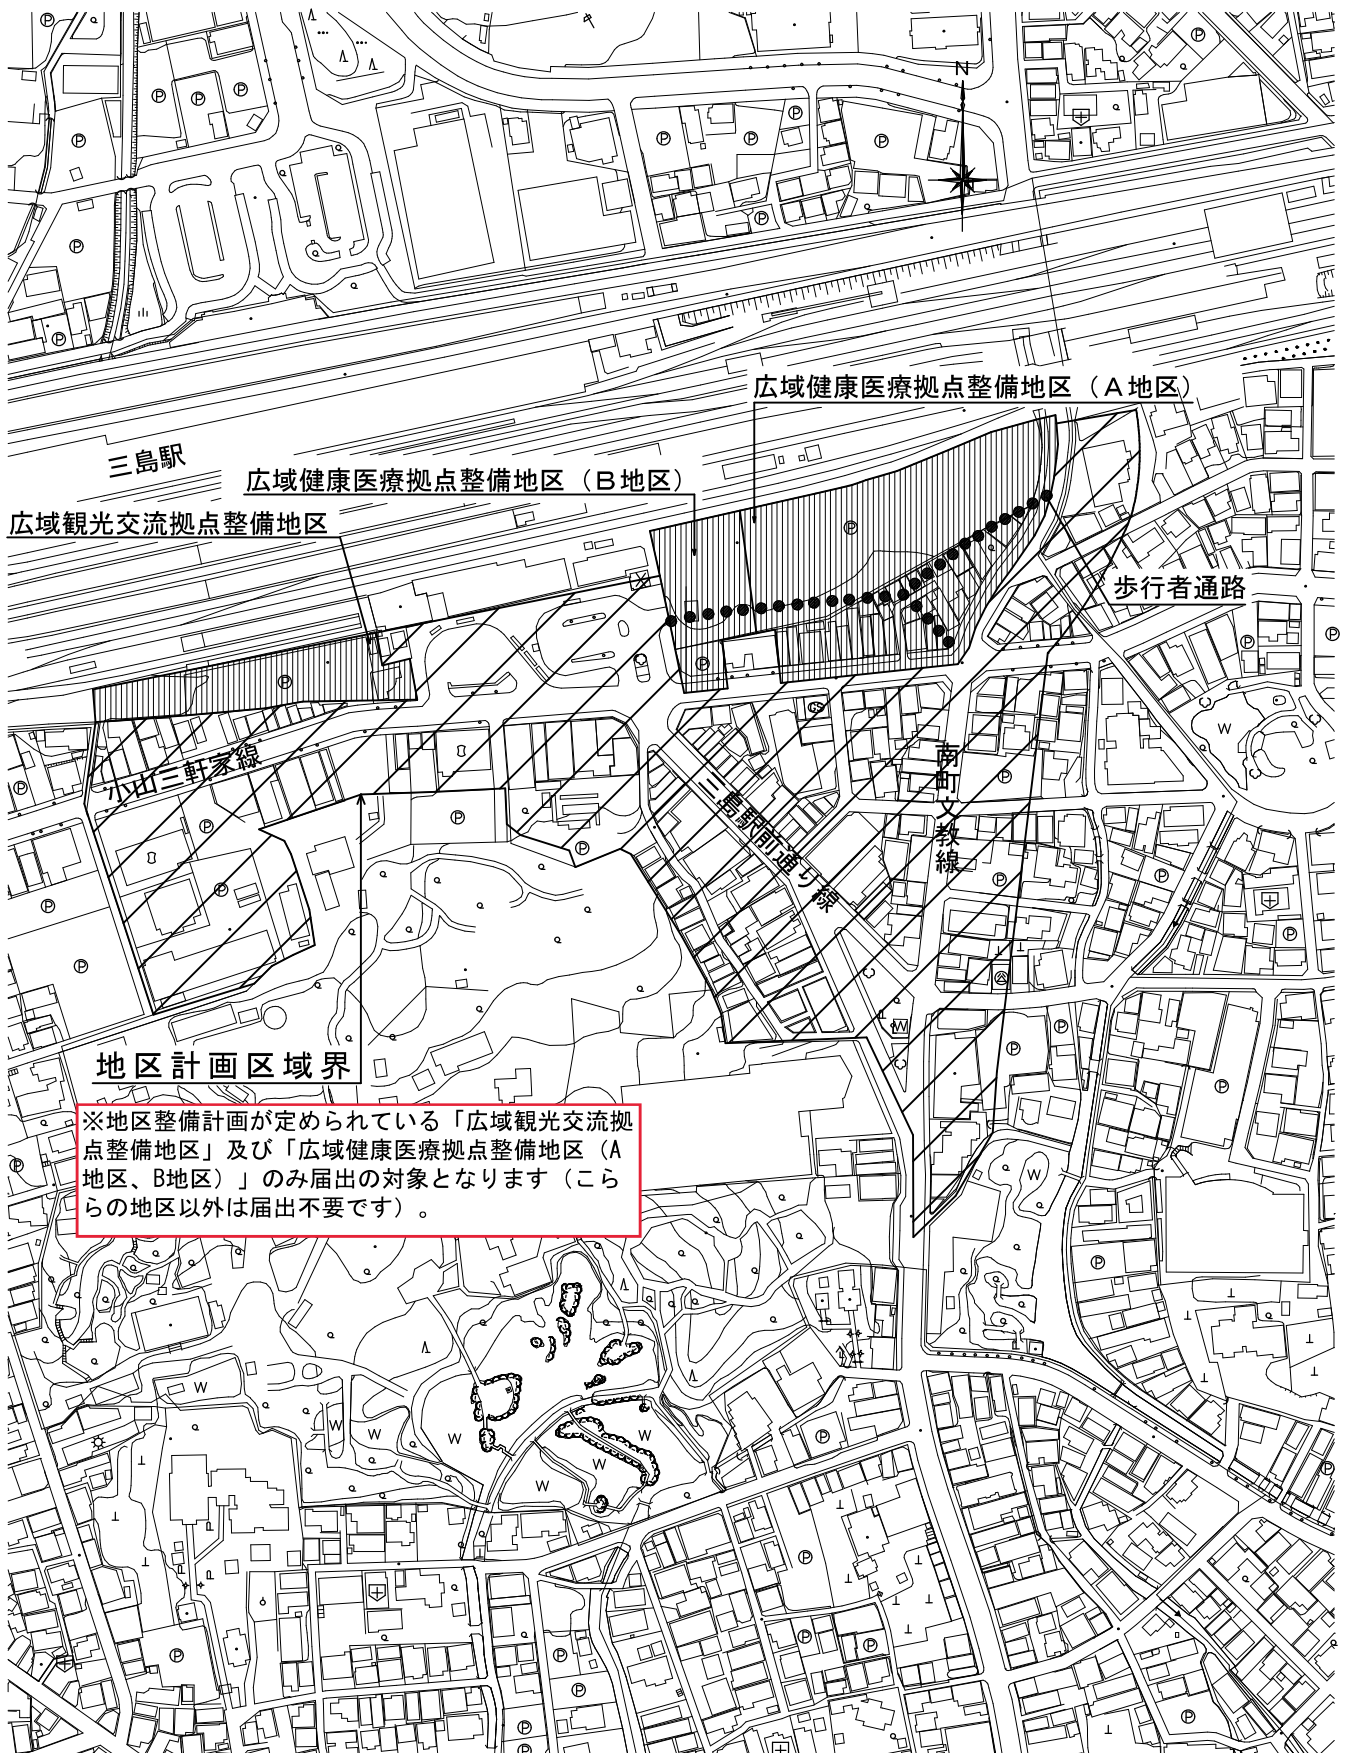 N
広域健康医療拠点整備地区（Ａ地区）
三島駅
広域健康医療拠点整備地区（Ｂ地区）
広域観光交流拠点整備地区
歩行者通路
小山三軒家線
三島駅前通り線
南町文教線
地区計画区域界
※地区整備計画が定められている「広域観光交流拠
点整備地区」及び「広域健康医療拠点整備地区（A
地区、B地区）」のみ届出の対象となります（こら
らの地区以外は届出不要です）。